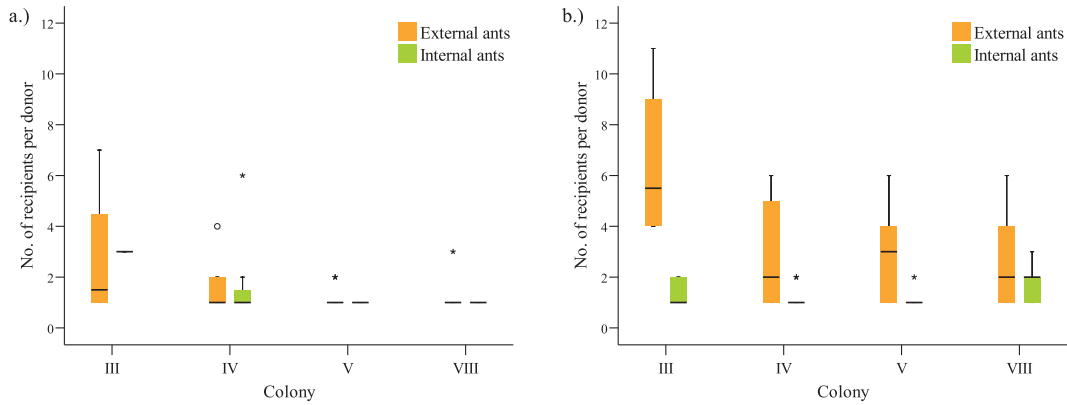 a.)
12
10
8
6
4
2
0
No. of recipients per donor
External ants
Internal ants
III IV V VIII
Colony
b.)
12
10
8
6
4
2
0
No. of recipients per donor
External ants
Internal ants
III IV V VIII
Colony